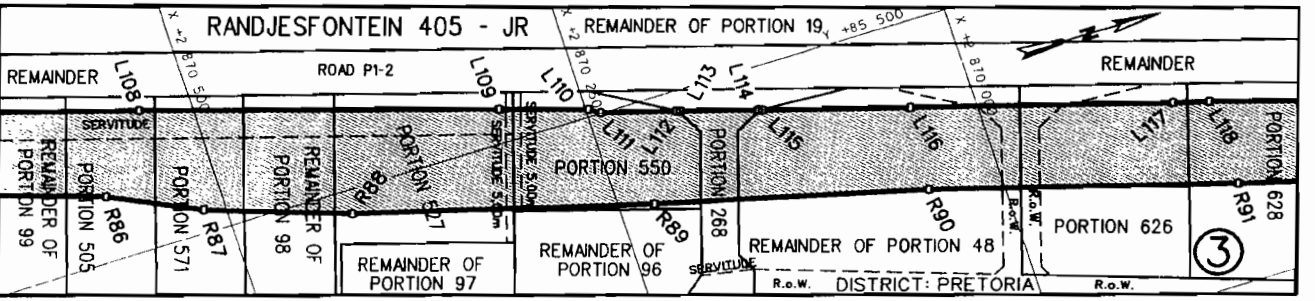 RANDJESFONTEIN 405 - JR
REMAINDER OF PORTION 19
Y +85 500
X +2 870 500
X +2 870 250
X +2 870 000
N
REMAINDER
ROAD P1-2
REMAINDER
L108
L109
L110
L111
L112
L113
L114
L115
L116
L117
L118
SERVITUDE
SERVITUDE 5,00m
SERVITUDE 5.00m
REMAINDER OF
PORTON 99
PORTION 505
PORTION 571
REMAINDER OF
PORTION 98
PORTION 527
PORTION 550
PORTION 268
PORTION 628
R86
R87
R88
R89
R90
R91
R.o.W.
R.o.W.
REMAINDER OF
PORTION 97
REMAINDER OF
PORTION 96
SERVITUDE
REMAINDER OF PORTION 48
PORTION 626
3
R.o.W.
DISTRICT: PRETORIA
R.o.W.